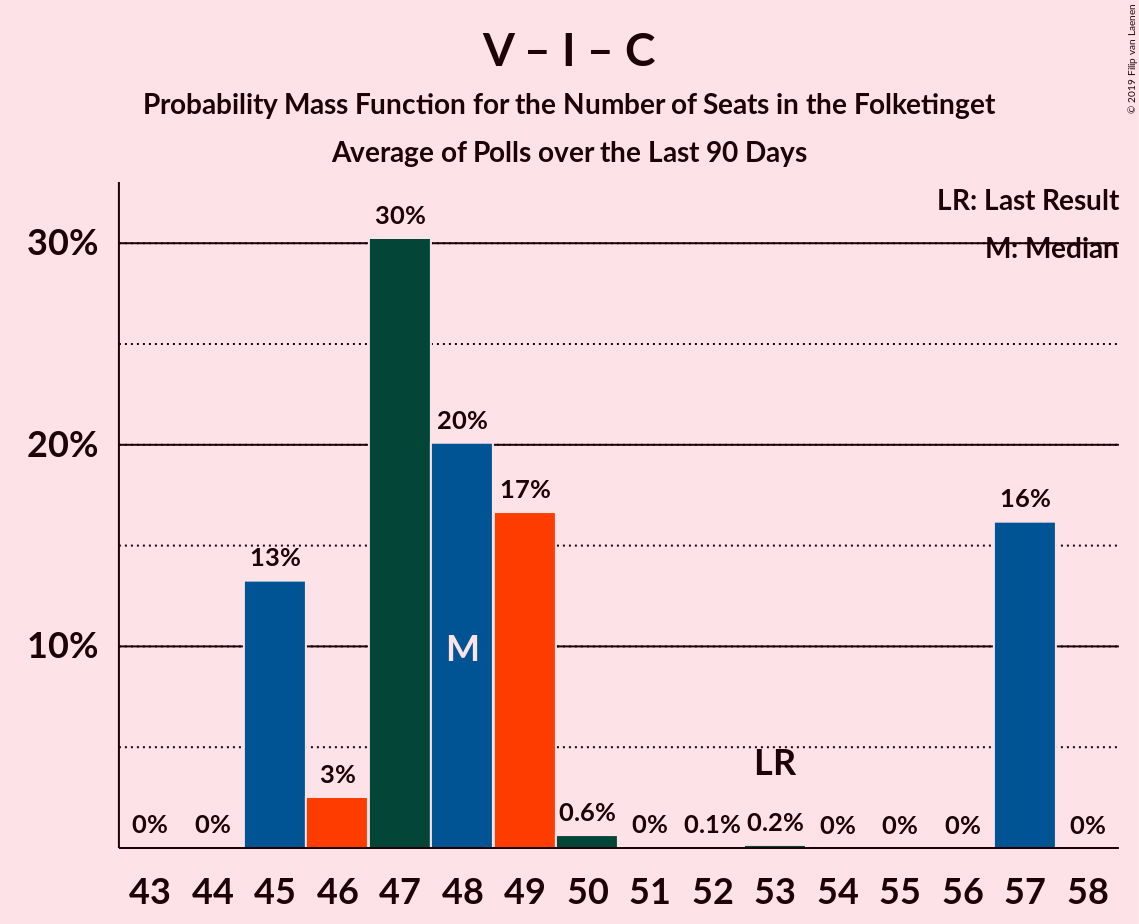 V – I – C
Probability Mass Function for the Number of Seats in the Folketinget
Average of Polls over the Last 90 Days
© 2019 Filip van Laenen
LR: Last Result
M: Median
30%
20%
10%
0%
0%
13%
3%
30%
20%
17%
0.6%
0%
0.1%
0.2%
0%
0%
0%
16%
0%
M
LR
43 44 45 46 47 48 49 50 51 52 53 54 55 56 57 58